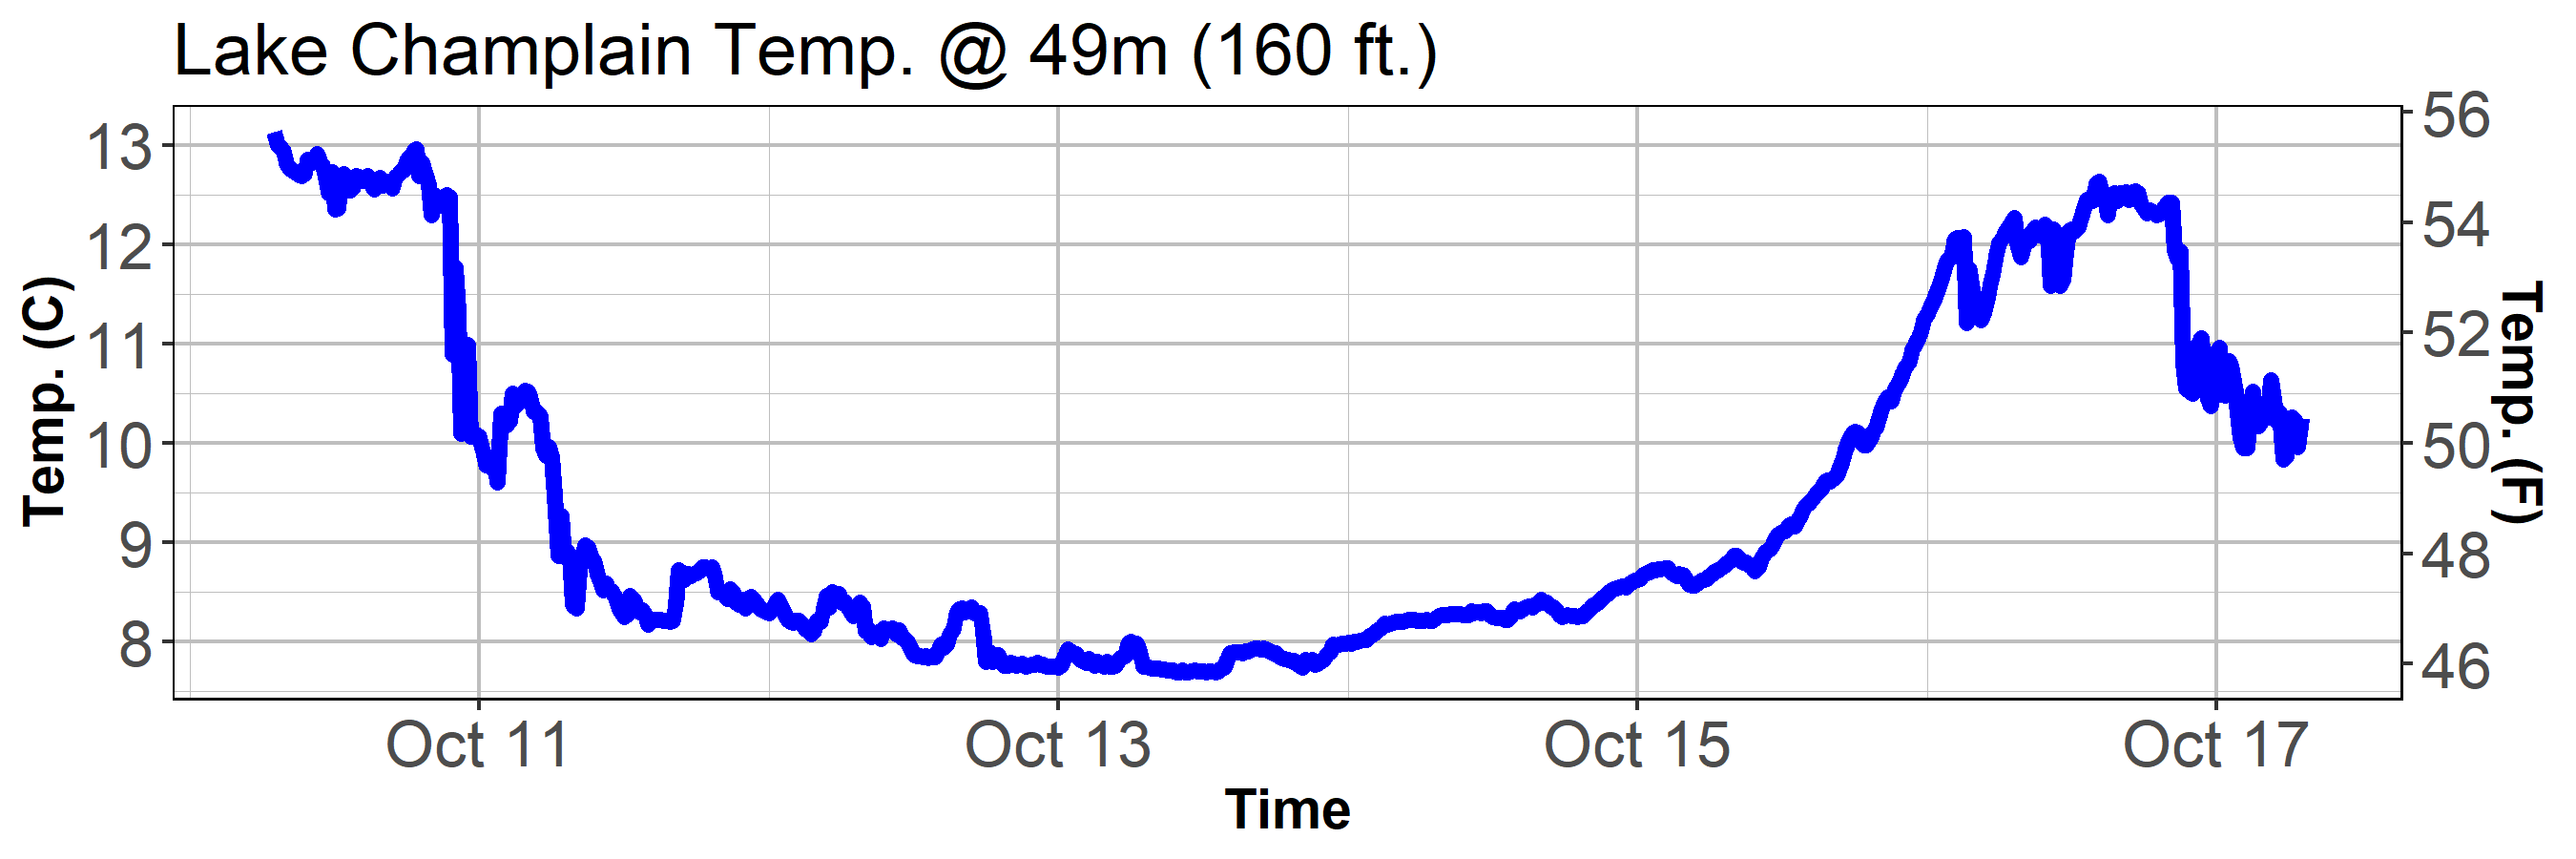 Lake Champlain Temp. @ 49m (160 ft.)
Temp. (C)
13
12
11
10
9
8
56
54
52
50
48
46
Temp. (F)
Oct 11 Oct 13 Oct 15 Oct 17
Time